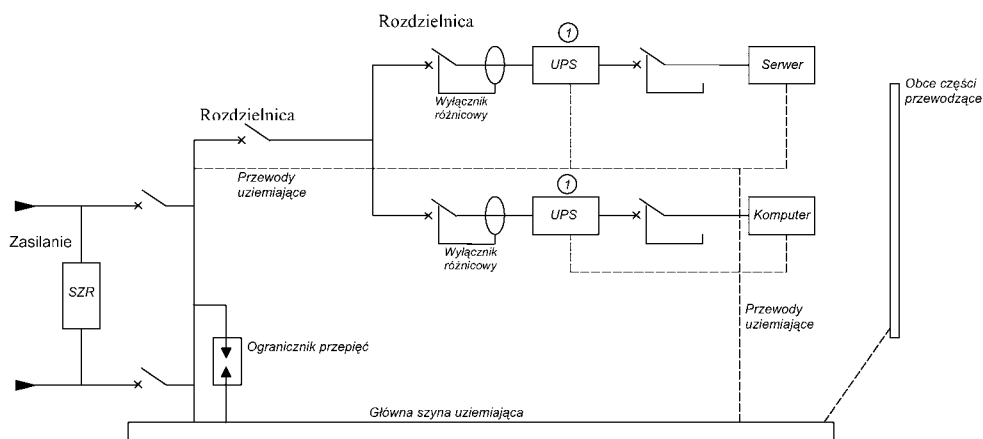 Rozdzielnica
1
UPS
Serwer
Wyłącznik
różnicowy
Obce części
przewodzące
Rozdzielnica
Przewody
uziemiające
1
UPS
Komputer
Wyłącznik
różnicowy
Zasilanie
SZR
Przewody
uziemiające
Ogranicznik przepięć
Główna szyna uziemiająca